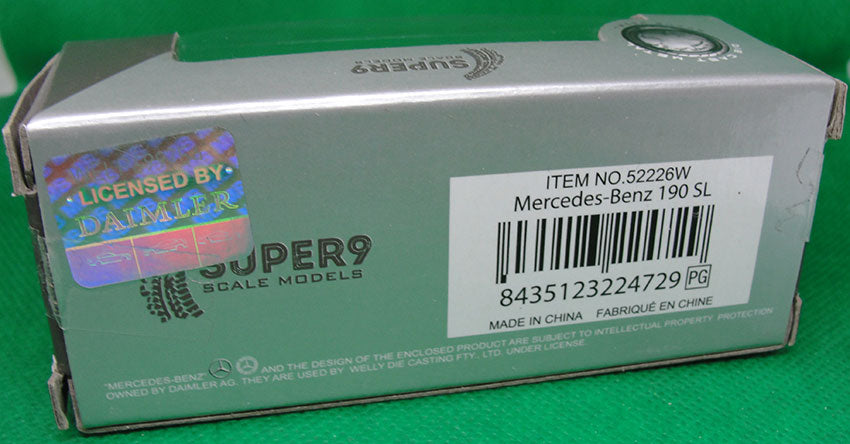 SUPER9
SCALE MODELS
LICENSED BY
DAIMLER
SUPER9
SCALE MODELS
ITEM NO.52226W
Mercedes-Benz 190 SL
8435123224729 PG
MADE IN CHINA FABRIQUÉ EN CHINE
"MERCEDES-BENZ" AND THE DESIGN OF THE ENCLOSED PRODUCT ARE SUBJECT TO INTELLECTUAL PROPERTY PROTECTION
OWNED BY DAIMLER AG. THEY ARE USED BY WELLY DIE CASTING FTY. LTD UNDER LICENSE.